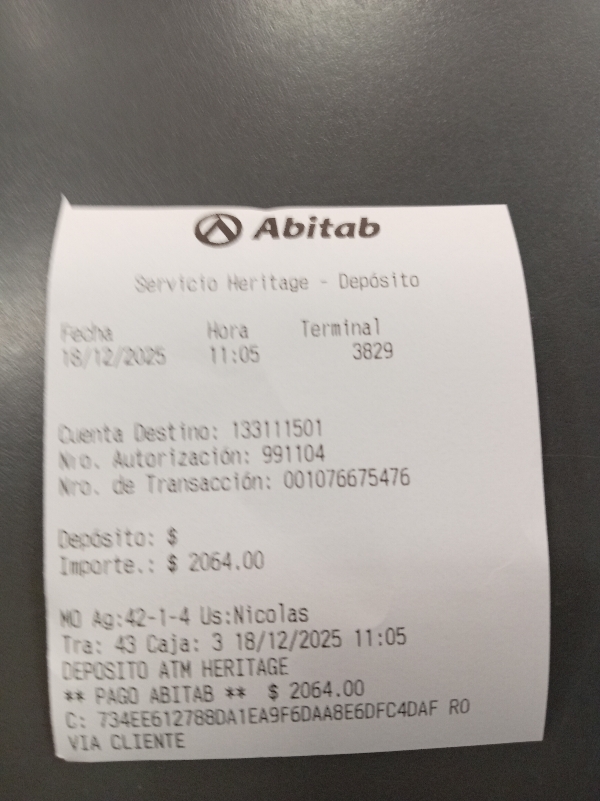 Abitab
Servicio Heritage - Depósito
Fecha Hora Terminal
18/12/2025 11:05 3829
Cuenta Destino: 133111501
Nro. Autorización: 991104
Nro. de Transacción: 001076675476
Depósito: $
Importe.: $ 2064.00
MO Ag:42-1-4 Us:Nicolas
Tra: 43 Caja: 3 18/12/2025 11:05
DEPOSITO ATM HERITAGE
** PAGO ABITAB ** $ 2064.00
C: 734EE612788DA1EA9F6DAA8E6DFC4DAF RO
VIA CLIENTE